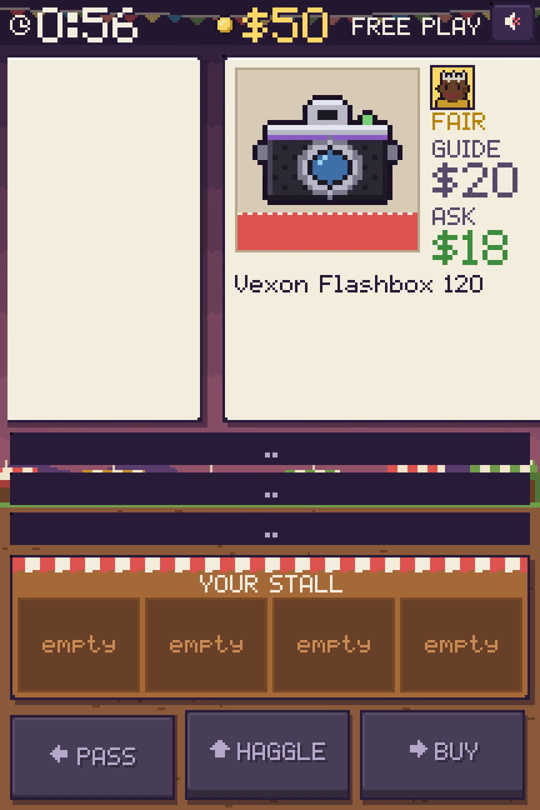 0:56 $50 FREE PLAY
FAIR
GUIDE
$20
ASK
$18
Vexon Flashbox 120
..
..
..
YOUR STALL
empty empty empty empty
PASS HAGGLE BUY